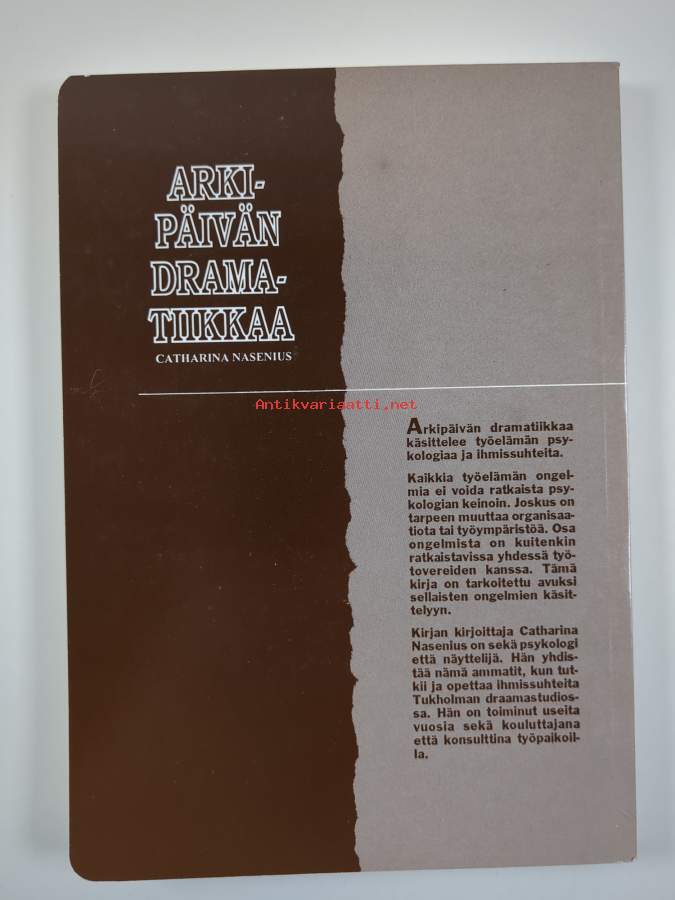 ARKI-
PÄIVÄN
DRAMA-
TIIKKAA
CATHARINA NASENIUS
Antikvariaatti.net
Arkipäivän dramatiikkaa
käsittelee työelämän psy-
kologiaa ja ihmissuhteita.
Kaikkia työelämän ongel-
mia ei voida ratkaista psy-
kologian keinoin. Joskus on
tarpeen muuttaa organisaa-
tiota tai työympäristöä. Osa
ongelmista on kuitenkin
ratkaistavissa yhdessä työ-
tovereiden kanssa. Tämä
kirja on tarkoitettu avuksi
sellaisten ongelmien käsit-
telyyn.
Kirjan kirjoittaja Catharina
Nasenius on sekä psykologi
että näyttelijä. Hän yhdis-
tää nämä ammatit, kun tut-
kii ja opettaa ihmissuhteita
Tukholman draamastudios-
sa. Hän on toiminut useita
vuosia sekä kouluttajana
että konsulttina työpaikoil-
la.